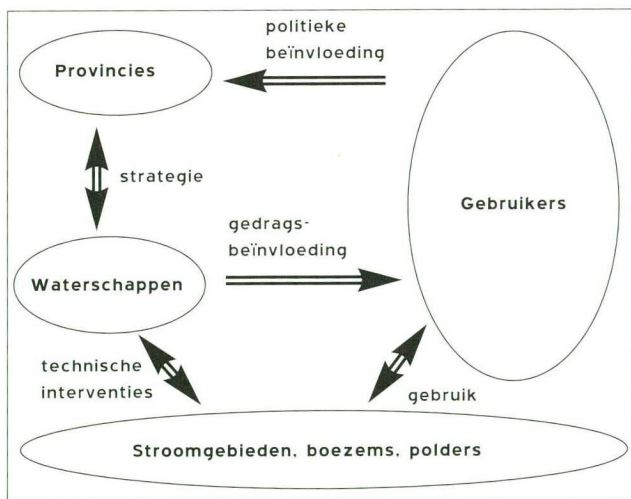 politieke
beïnvloeding
Provincies
strategie
Gebruikers
gedrags-
beïnvloeding
Waterschappen
technische
interventies
gebruik
Stroomgebieden, boezems, polders